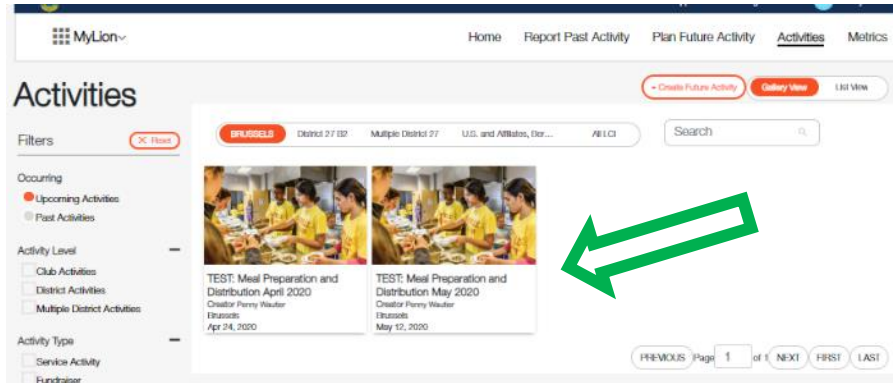 MyLion
Home Report Past Activity Plan Future Activity Activities Metrics
Activities
+ Create Future Activity Gallery View List View
Filters X Reset
BRUSSELS District 27 B2 Multiple District 27 U.S. and Affiliates, Ber... All LCI Search
Occurring
Upcoming Activities
Past Activities
Activity Level
Club Activities
District Activities
Multiple District Activities
Activity Type
Service Activity
Fundraiser
TEST: Meal Preparation and
Distribution April 2020
Creator Penny Wautier
Brussels
Apr 24, 2020
TEST: Meal Preparation and
Distribution May 2020
Creator Penny Wautier
Brussels
May 12, 2020
PREVIOUS Page 1 of 1 NEXT FIRST LAST